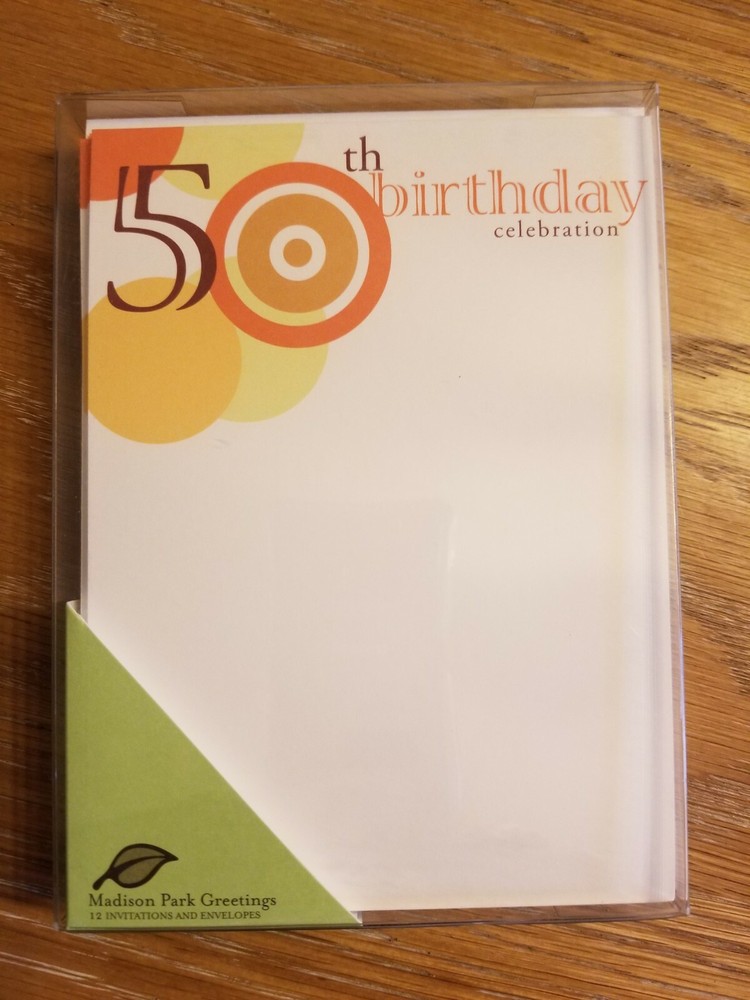 50th
birthday
celebration
Madison Park Greetings
12 INVITATIONS AND ENVELOPES